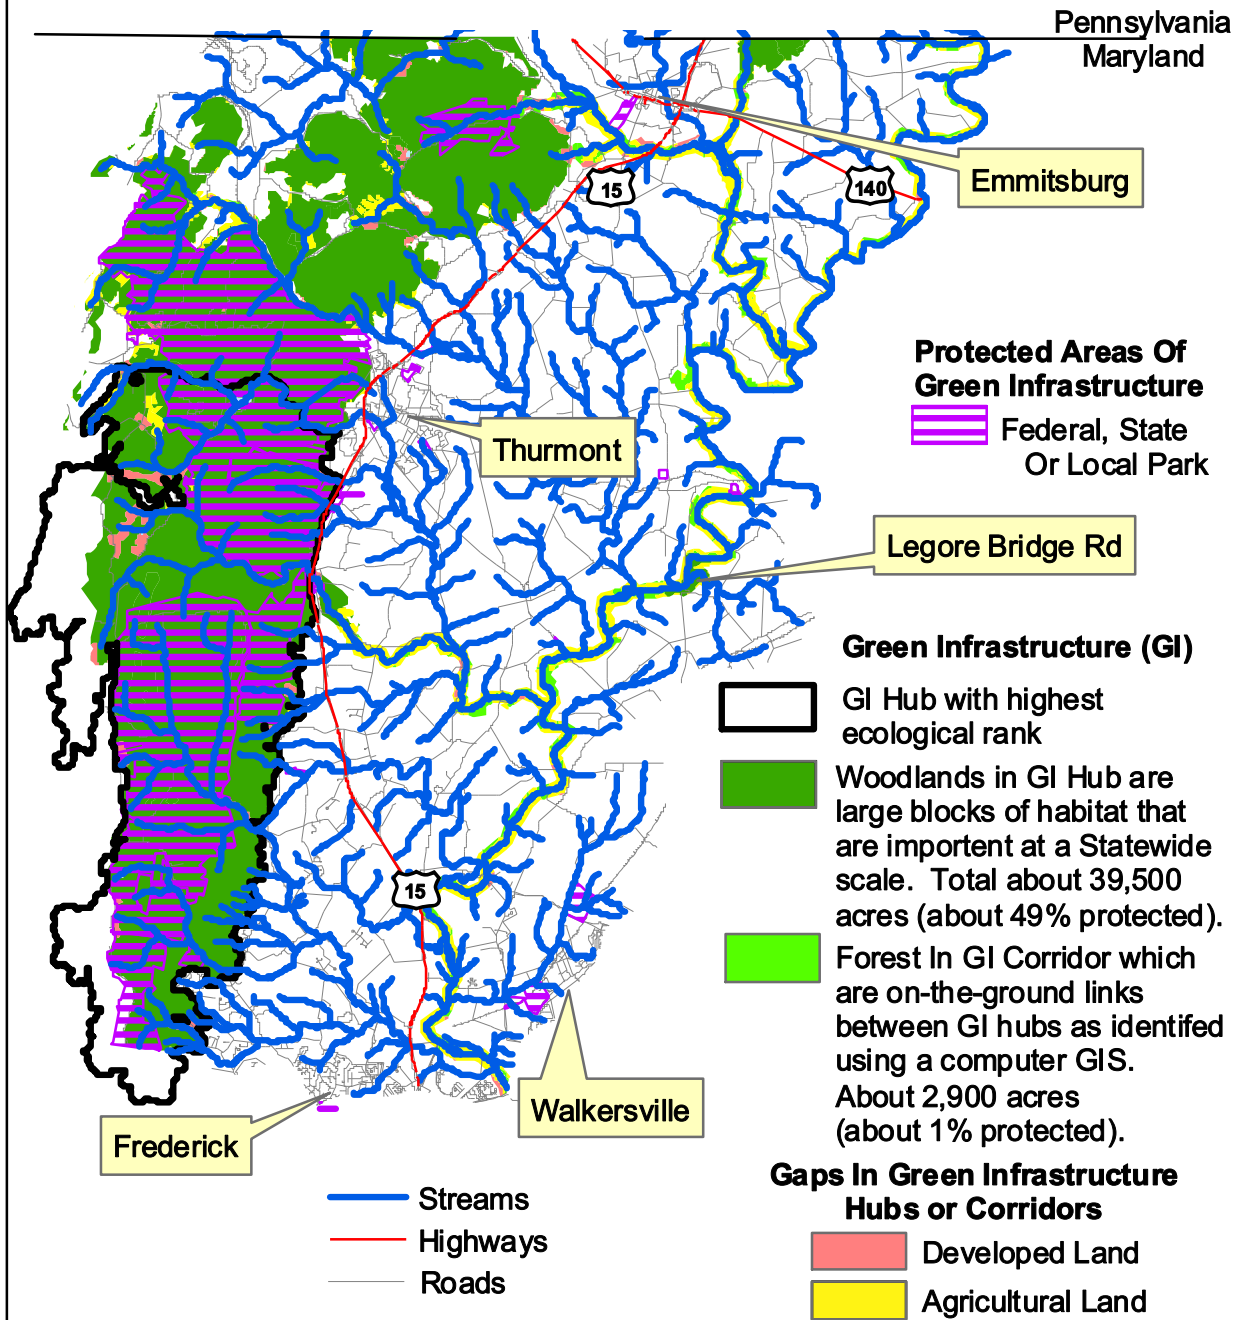 Pennsylvania
Maryland
Emmitsburg
15
140
Protected Areas Of
Green Infrastructure
Federal, State
Or Local Park
Thurmont
Legore Bridge Rd
Green Infrastructure (GI)
GI Hub with highest
ecological rank
Woodlands in GI Hub are
large blocks of habitat that
are importent at a Statewide
scale. Total about 39,500
acres (about 49% protected).
15
Forest In GI Corridor which
are on-the-ground links
between GI hubs as identifed
using a computer GIS.
About 2,900 acres
(about 1% protected).
Walkersville
Frederick
Gaps In Green Infrastructure
Hubs or Corridors
Developed Land
Agricultural Land
Streams
Highways
Roads